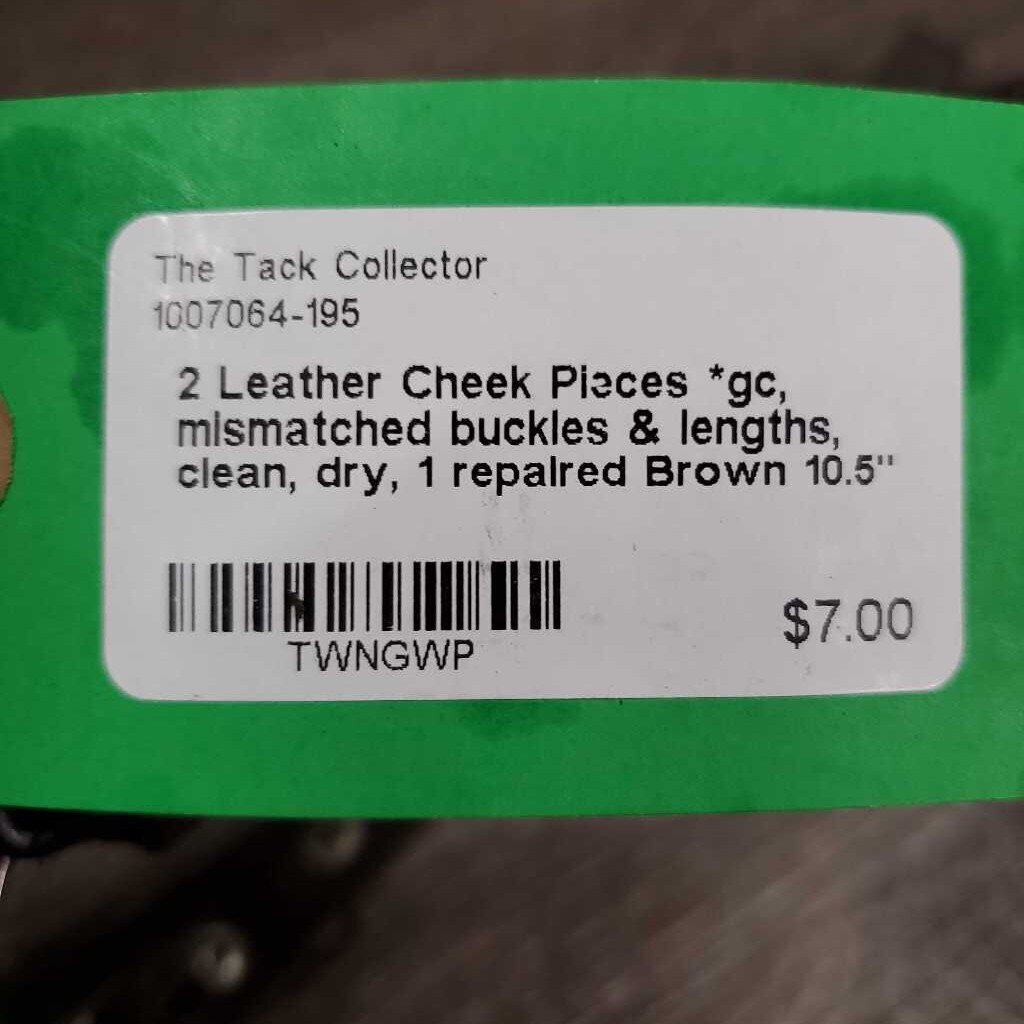 The Tack Collector
1007064-195
2 Leather Cheek Pieces *gc,
mismatched buckles & lengths,
clean, dry, 1 repaired Brown 10.5"
TWNGWP
$7.00